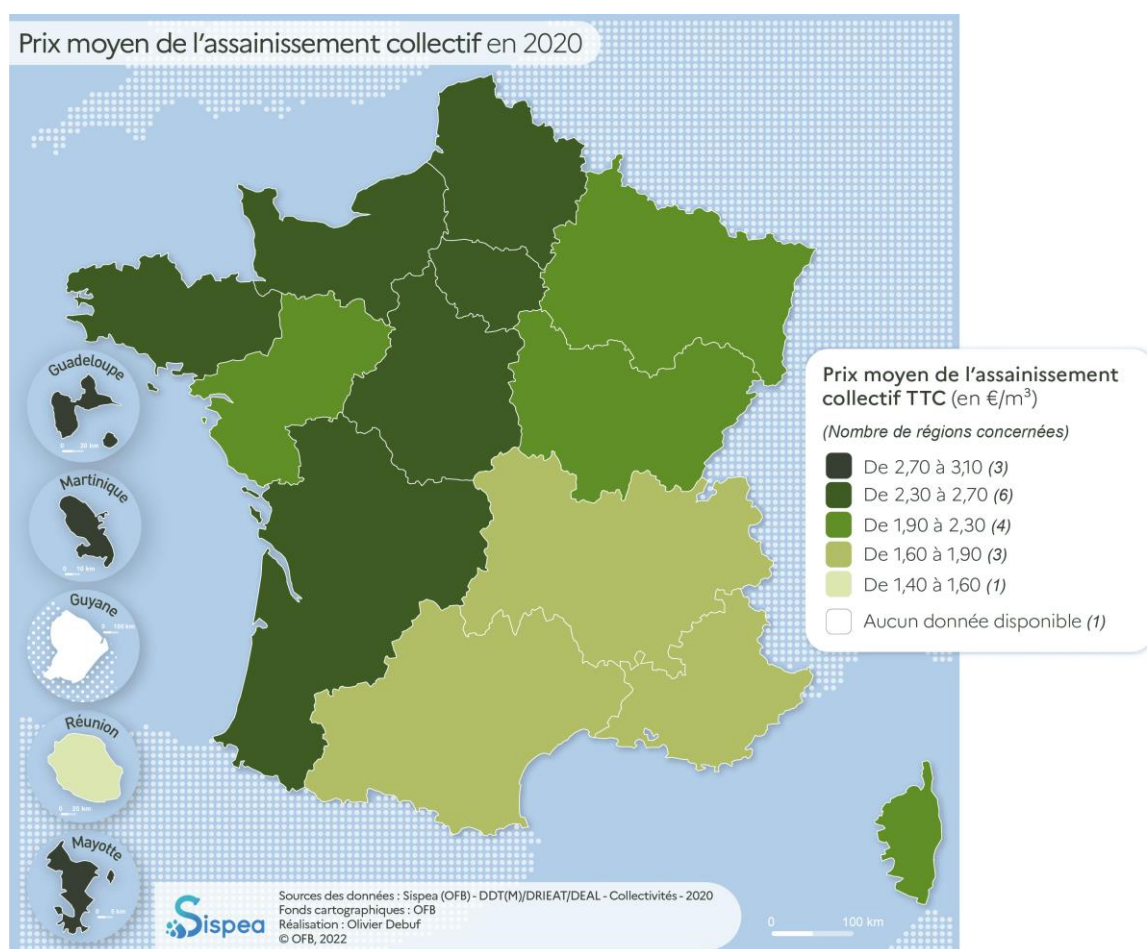 Prix moyen de l'assainissement collectif en 2020
Guadeloupe
0 20 km
Martinique
0 14 km
Guyane
0 100 km
Réunion
0 20 km
Mayotte
0 6 km
Prix moyen de l'assainissement
collectif TTC (en €/m³)
(Nombre de régions concernées)
De 2,70 à 3,10 (3)
De 2,30 à 2,70 (6)
De 1,90 à 2,30 (4)
De 1,60 à 1,90 (3)
De 1,40 à 1,60 (1)
Aucun donnée disponible (1)
Sispea
Sources des données : Sispea (OFB) - DDT(M)/DRIEAT/DEAL - Collectivités - 2020
Fonds cartographiques : OFB
Réalisation : Olivier Debuf
© OFB, 2022
0 100 km